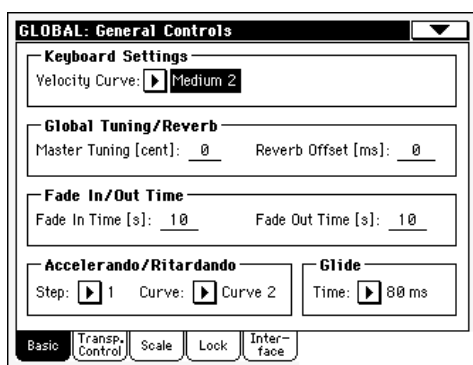 GLOBAL: General Controls
Keyboard Settings
Velocity Curve: Medium 2
Global Tuning/Reverb
Master Tuning [cent]: 0 Reverb Offset [ms]: 0
Fade In/Out Time
Fade In Time [s]: 10 Fade Out Time [s]: 10
Accelerando/Ritardando Glide
Step: 1 Curve: Curve 2 Time: 80 ms
Basic Transp. Control Scale Lock Inter-face